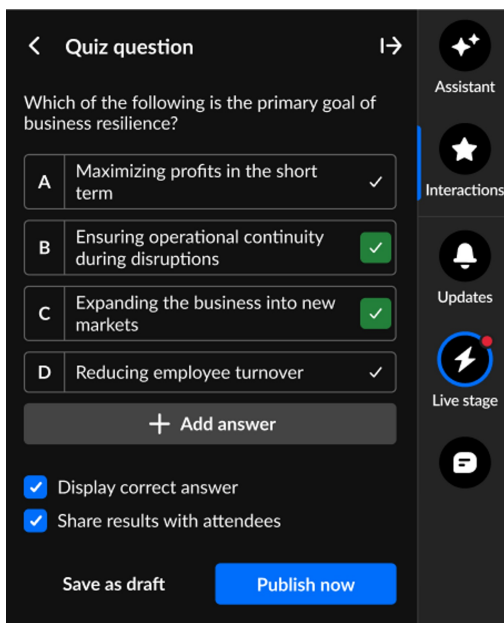 Quiz question
Which of the following is the primary goal of
business resilience?
A
Maximizing profits in the short
term
B
Ensuring operational continuity
during disruptions
C
Expanding the business into new
markets
D
Reducing employee turnover
Add answer
Display correct answer
Share results with attendees
Save as draft
Publish now
Assistant
Interactions
Updates
Live stage